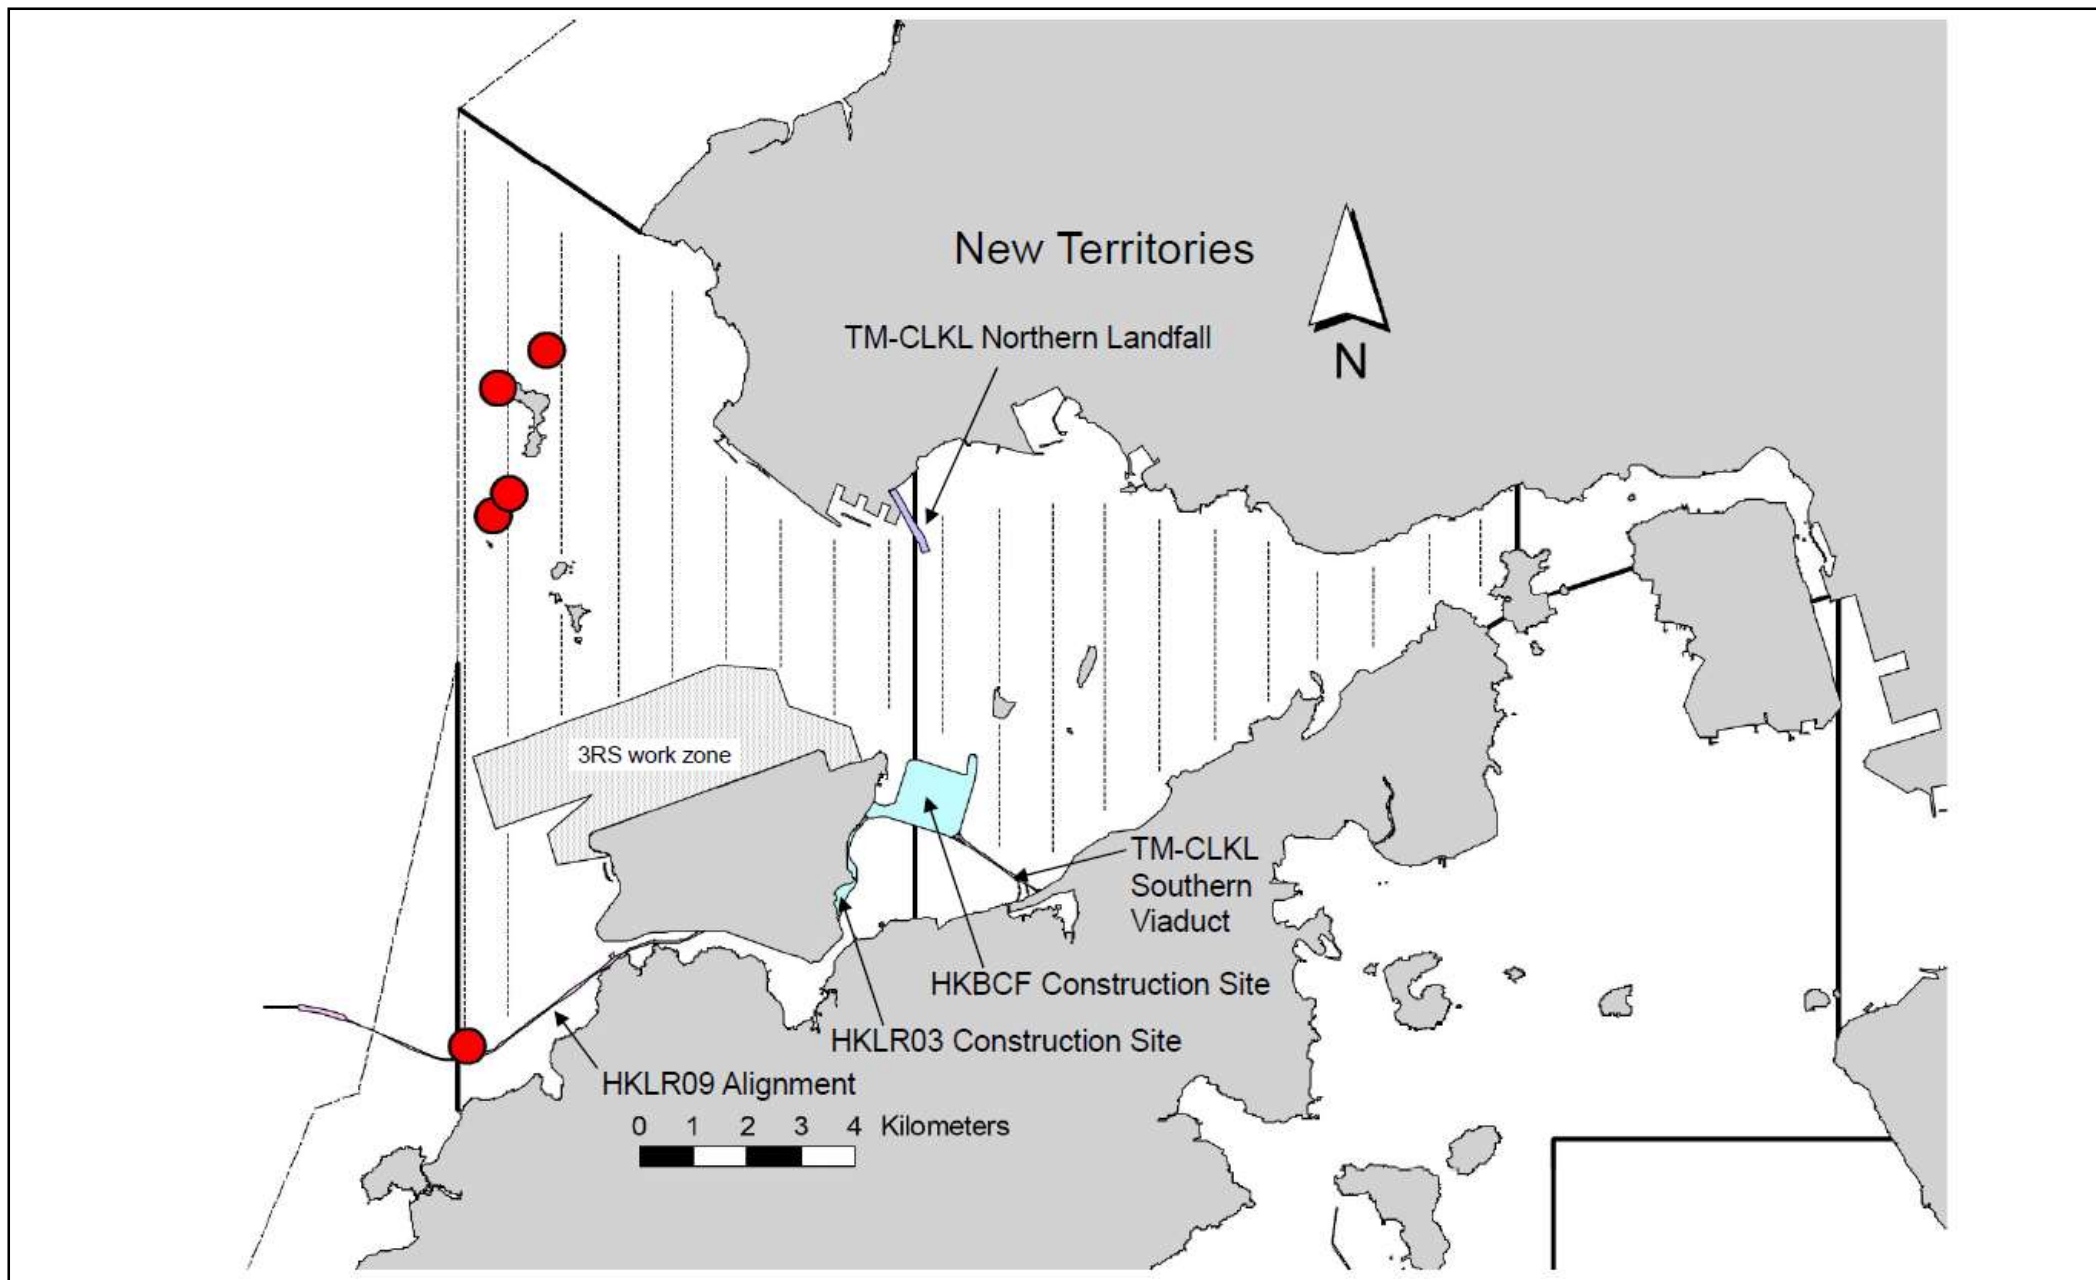 New Territories
TM-CLKL Northern Landfall
N
3RS work zone
TM-CLKL
Southern
Viaduct
HKBCF Construction Site
HKLR03 Construction Site
HKLR09 Alignment
0 1 2 3 4 Kilometers